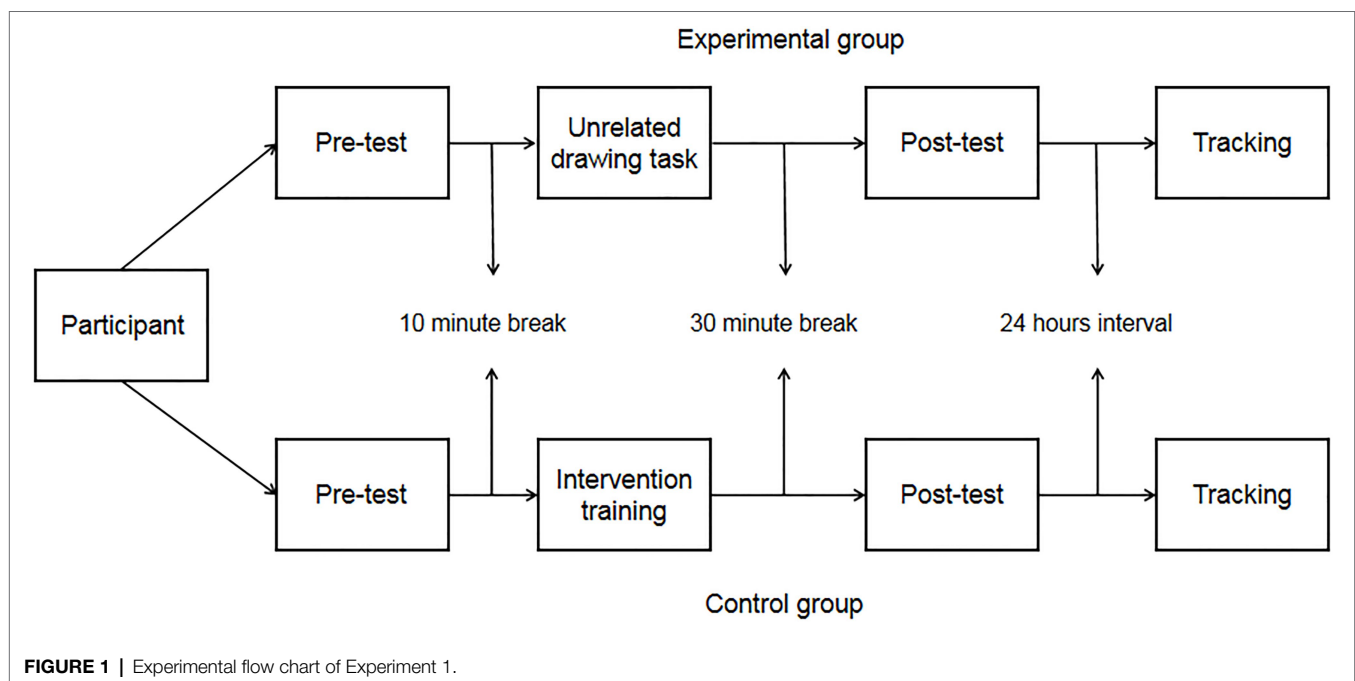 Experimental group
Pre-test
Unrelated
drawing task
Post-test
Tracking
Participant
10 minute break
30 minute break
24 hours interval
Pre-test
Intervention
training
Post-test
Tracking
Control group
FIGURE 1 | Experimental flow chart of Experiment 1.